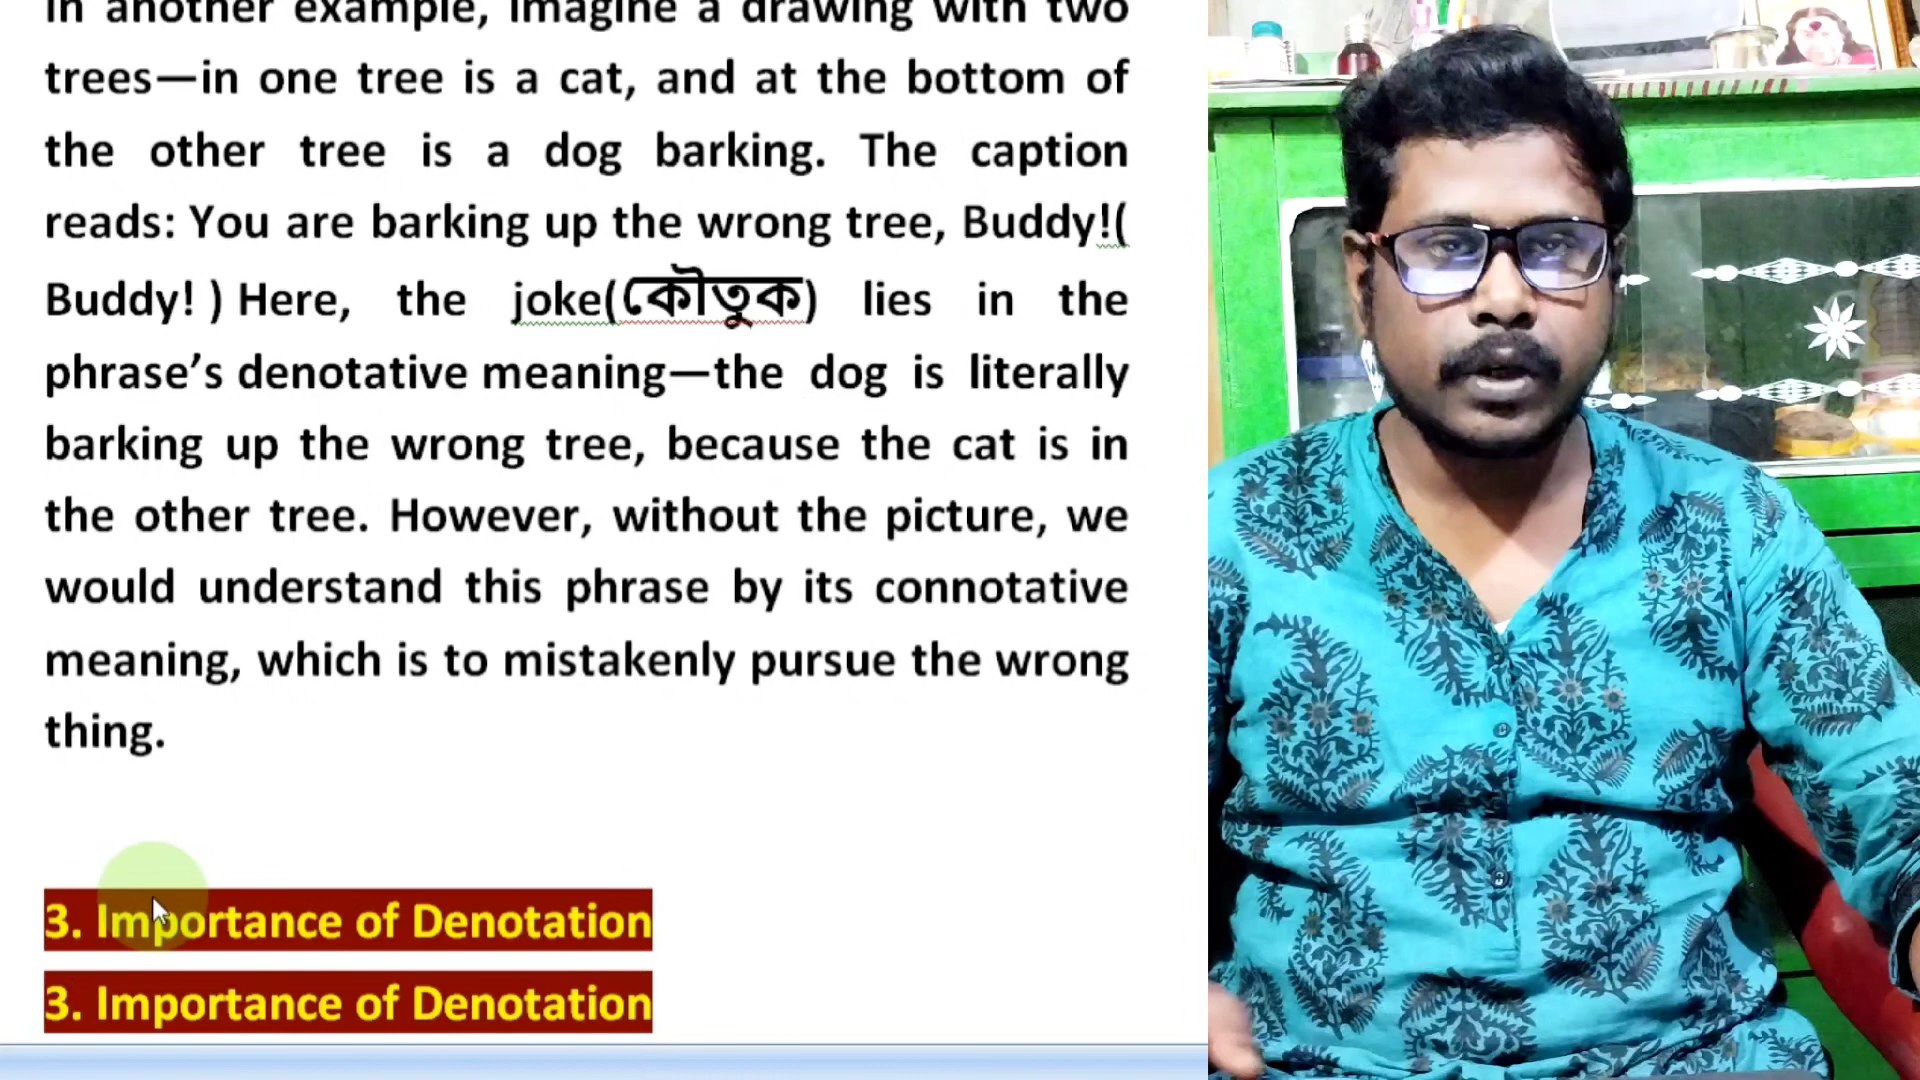 in another example, imagine a drawing with two
trees—in one tree is a cat, and at the bottom of
the other tree is a dog barking. The caption
reads: You are barking up the wrong tree, Buddy!(
Buddy! ) Here, the joke(কৌতুক) lies in the
phrase’s denotative meaning—the dog is literally
barking up the wrong tree, because the cat is in
the other tree. However, without the picture, we
would understand this phrase by its connotative
meaning, which is to mistakenly pursue the wrong
thing.
3. Importance of Denotation
3. Importance of Denotation